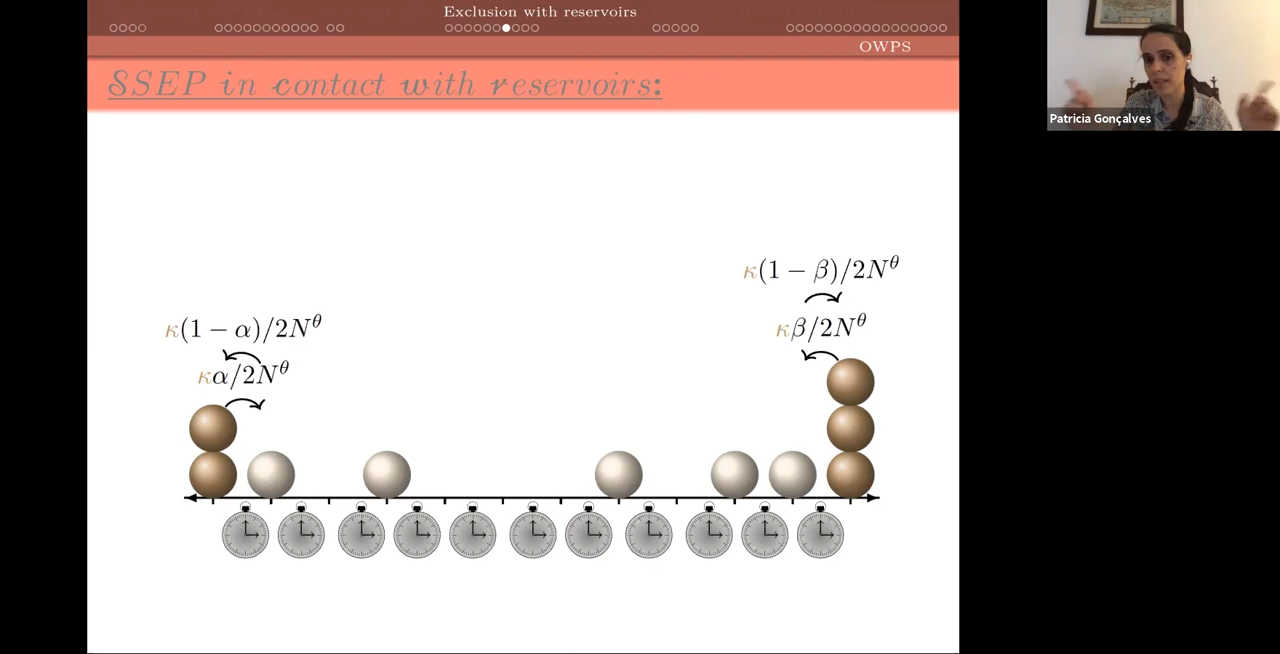 Exclusion with reservoirs
OWPS
SSEP in contact with reservoirs:
Patricia Gonçalves
κ(1 − β)/2N^θ
κβ/2N^θ
κ(1 − α)/2N^θ
κα/2N^θ